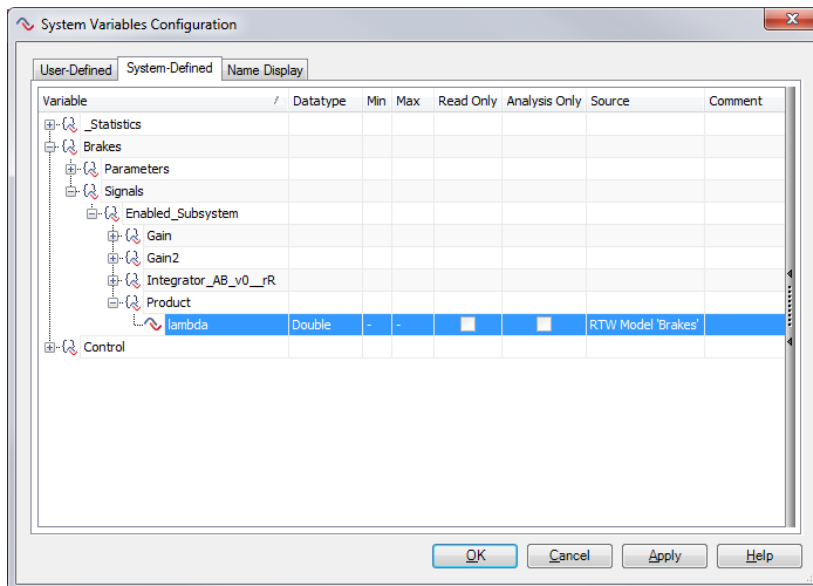 System Variables Configuration
User-Defined System-Defined Name Display
Variable / Datatype Min Max Read Only Analysis Only Source Comment
_Statistics
Brakes
Parameters
Signals
Enabled_Subsystem
Gain
Gain2
Integrator_AB_v0__rR
Product
lambda Double - - RTW Model 'Brakes'
Control
OK Cancel Apply Help